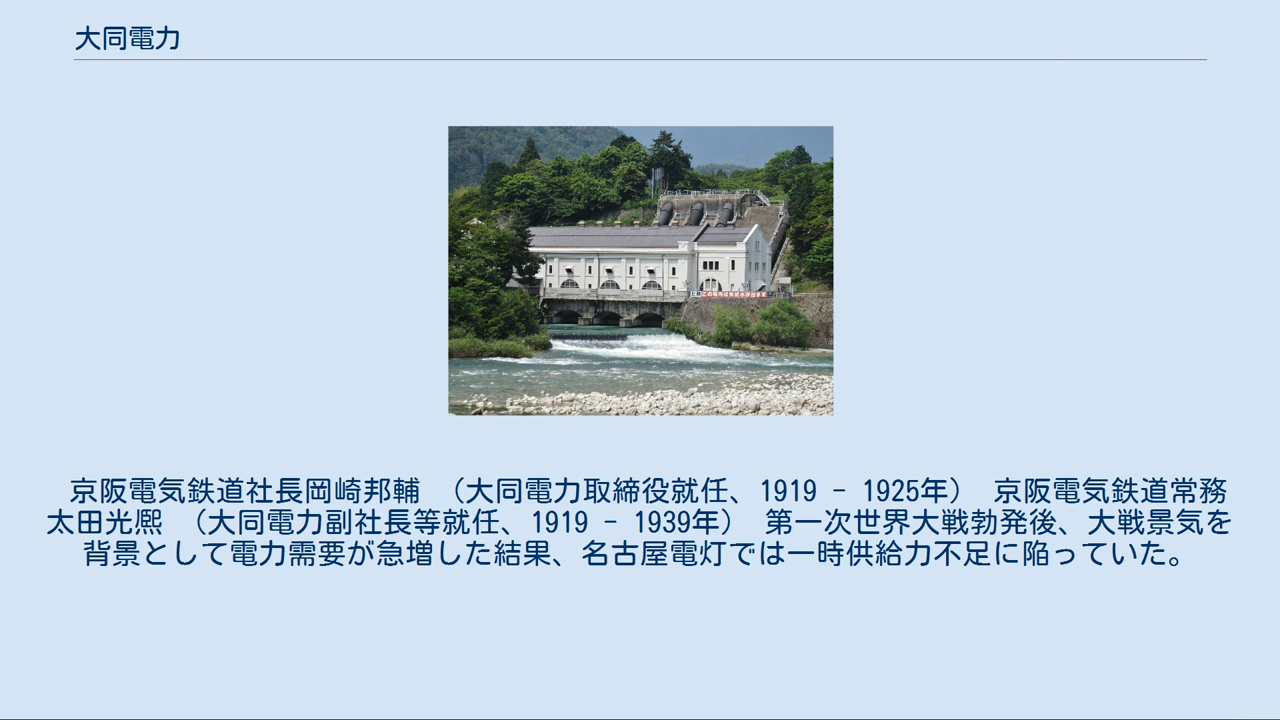 大同電力
京阪電気鉄道社長岡崎邦輔 （大同電力取締役就任、1919 - 1925年） 京阪電気鉄道常務
太田光凞 （大同電力副社長等就任、1919 - 1939年） 第一次世界大戦勃発後、大戦景気を
背景として電力需要が急増した結果、名古屋電灯では一時供給力不足に陥っていた。